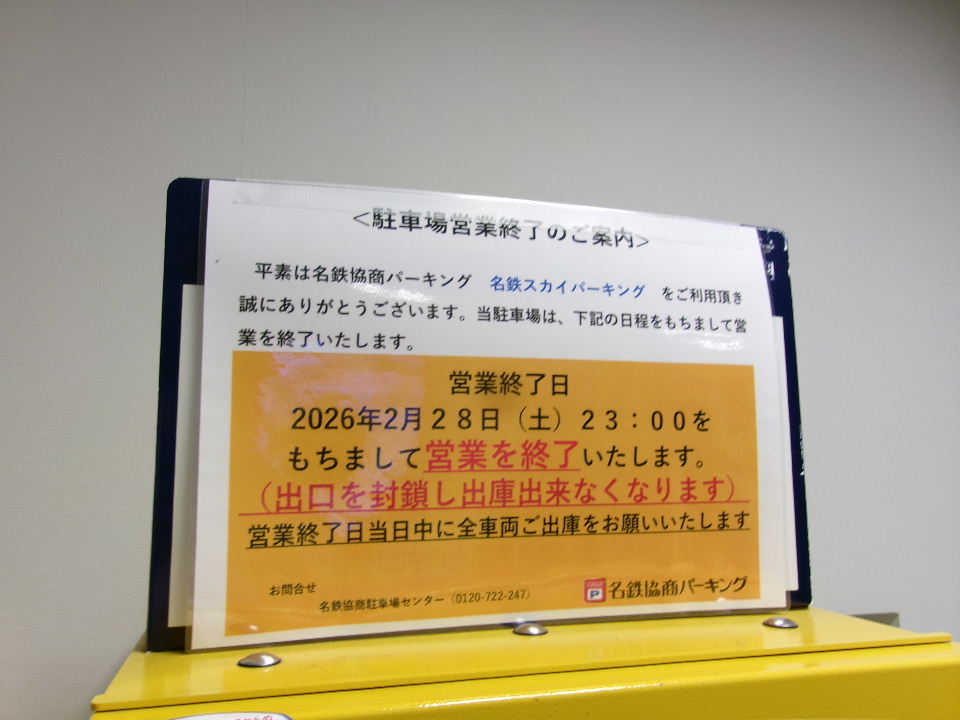 ＜駐車場営業終了のご案内＞
平素は名鉄協商パーキング　名鉄スカイパーキング　をご利用頂き
誠にありがとうございます。当駐車場は、下記の日程をもちまして営
業を終了いたします。
営業終了日
2026年2月２８日（土）２３：００を
もちまして営業を終了いたします。
（出口を封鎖し出庫出来なくなります）
営業終了日当日中に全車両ご出庫をお願いいたします
お問合せ
名鉄協商駐車場センター（0120-722-247）
P 名鉄協商パーキング